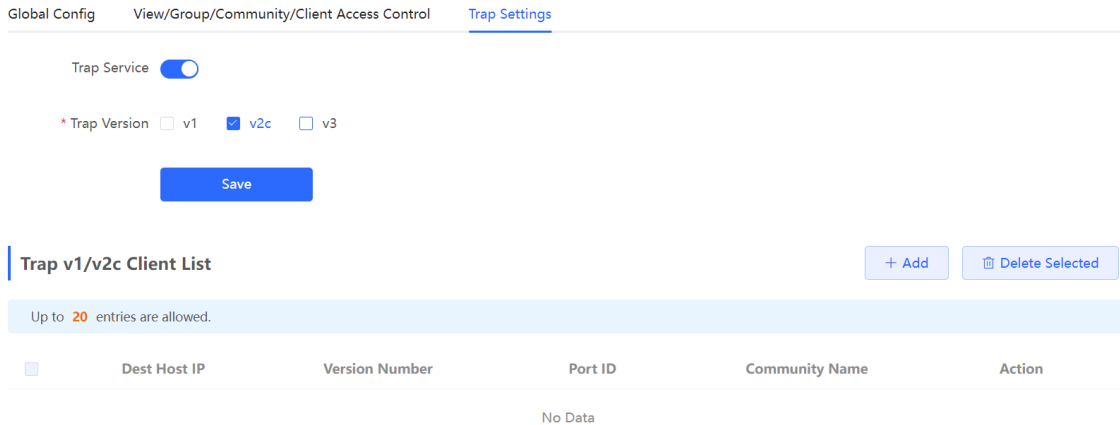 Global Config View/Group/Community/Client Access Control Trap Settings
Trap Service
* Trap Version v1 v2c v3
Save
Trap v1/v2c Client List + Add Delete Selected
Up to 20 entries are allowed.
Dest Host IP Version Number Port ID Community Name Action
No Data